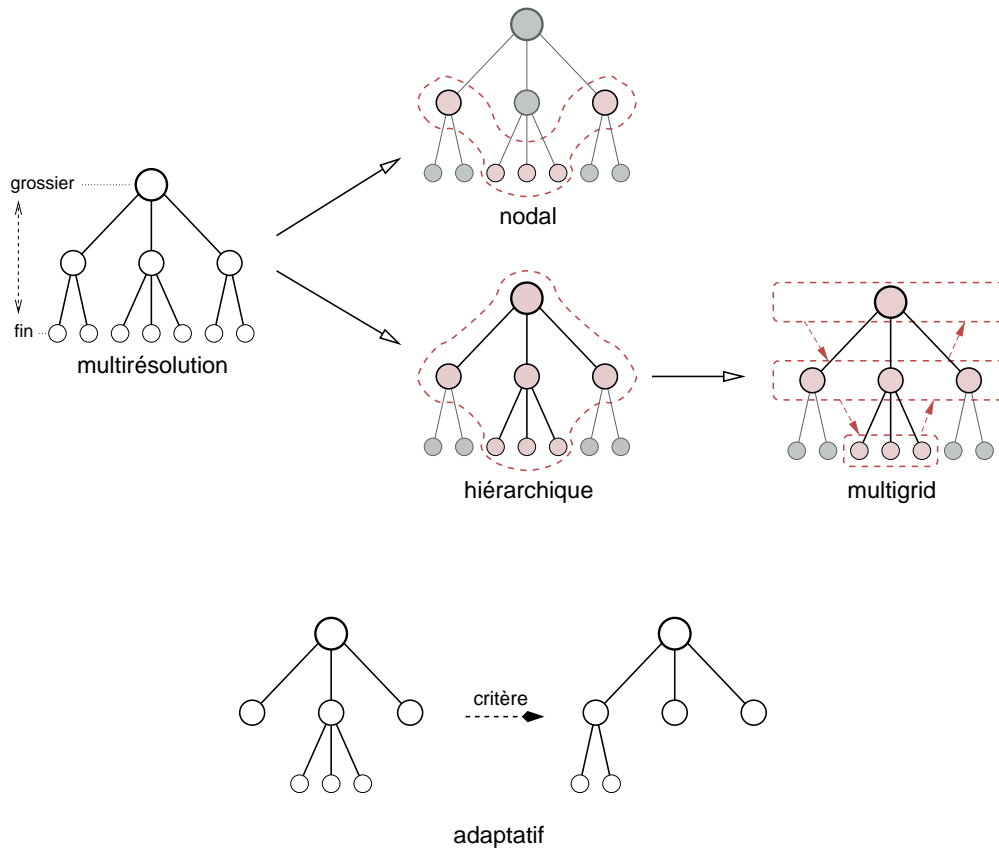 grossier
nodal
fin
multirésolution
hiérarchique
multigrid
critère
adaptatif